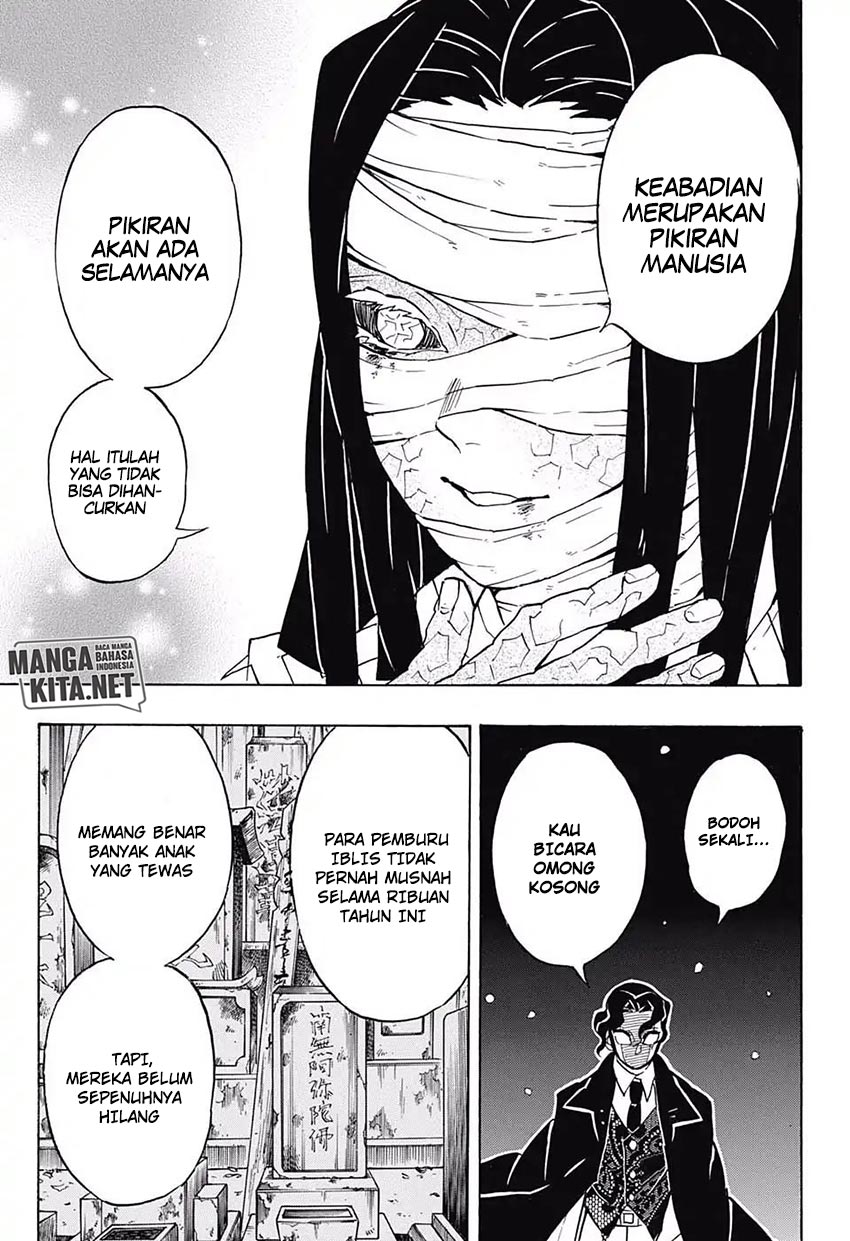 KEABADIAN
MERUPAKAN
PIKIRAN
MANUSIA
PIKIRAN
AKAN ADA
SELAMANYA
HAL ITULAH
YANG TIDAK
BISA DIHAN-
CURKAN
MANGA
KITA.NET
BACA MANGA
BAHASA
INDONESIA
BODOH
SEKALI...
KAU
BICARA
OMONG
KOSONG
PARA PEMBURU
IBLIS TIDAK
PERNAH MUSNAH
SELAMA RIBUAN
TAHUN INI
MEMANG BENAR
BANYAK ANAK
YANG TEWAS
TAPI,
MEREKA BELUM
SEPENUHNYA
HILANG
南無阿弥陀佛